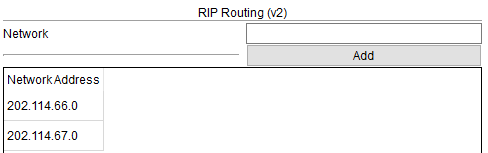 RIP Routing (v2)
Network
Add
Network Address
202.114.66.0
202.114.67.0